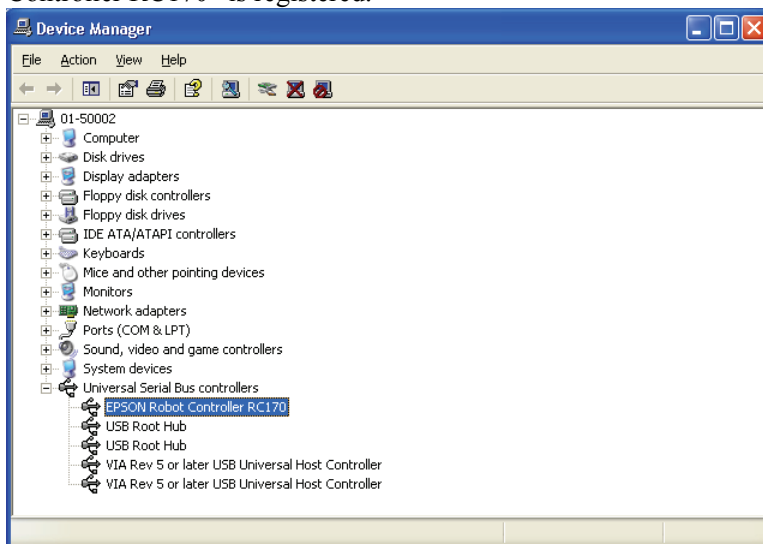 Controller RC170" is registered.
Device Manager
File Action View Help
01-50002
Computer
Disk drives
Display adapters
Floppy disk controllers
Floppy disk drives
IDE ATA/ATAPI controllers
Keyboards
Mice and other pointing devices
Monitors
Network adapters
Ports (COM & LPT)
Sound, video and game controllers
System devices
Universal Serial Bus controllers
EPSON Robot Controller RC170
USB Root Hub
USB Root Hub
VIA Rev 5 or later USB Universal Host Controller
VIA Rev 5 or later USB Universal Host Controller